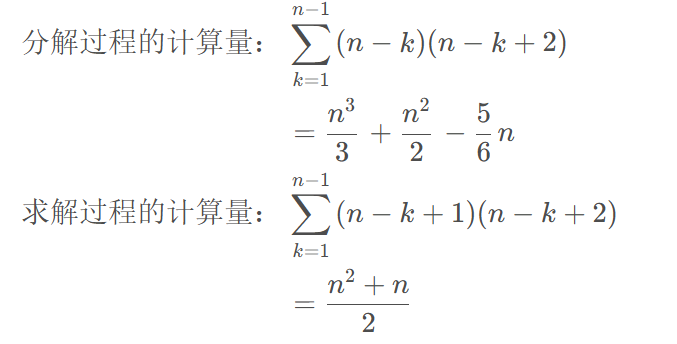 分解过程的计算量： $\sum_{k=1}^{n-1}(n-k)(n-k+2)$
$=\frac{n^3}{3}+\frac{n^2}{2}-\frac{5}{6}n$
求解过程的计算量： $\sum_{k=1}^{n-1}(n-k+1)(n-k+2)$
$=\frac{n^2+n}{2}$